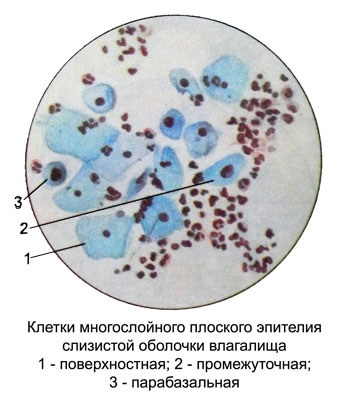 3
2
1
Клетки многослойного плоского эпителия
слизистой оболочки влагалища
1 - поверхностная; 2 - промежуточная;
3 - парабазальная